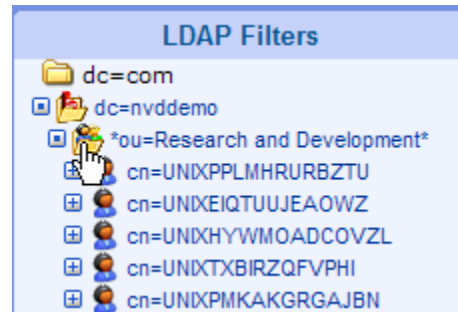 LDAP Filters
dc=com
dc=nvddemo
*ou=Research and Development*
cn=UNIXPPLMHRURBZTU
cn=UNIXEIQTUUJEAOWZ
cn=UNIXHYWMOADCOVZL
cn=UNIXTXBIRZQFVPHI
cn=UNIXPMKAKGRGAJBN